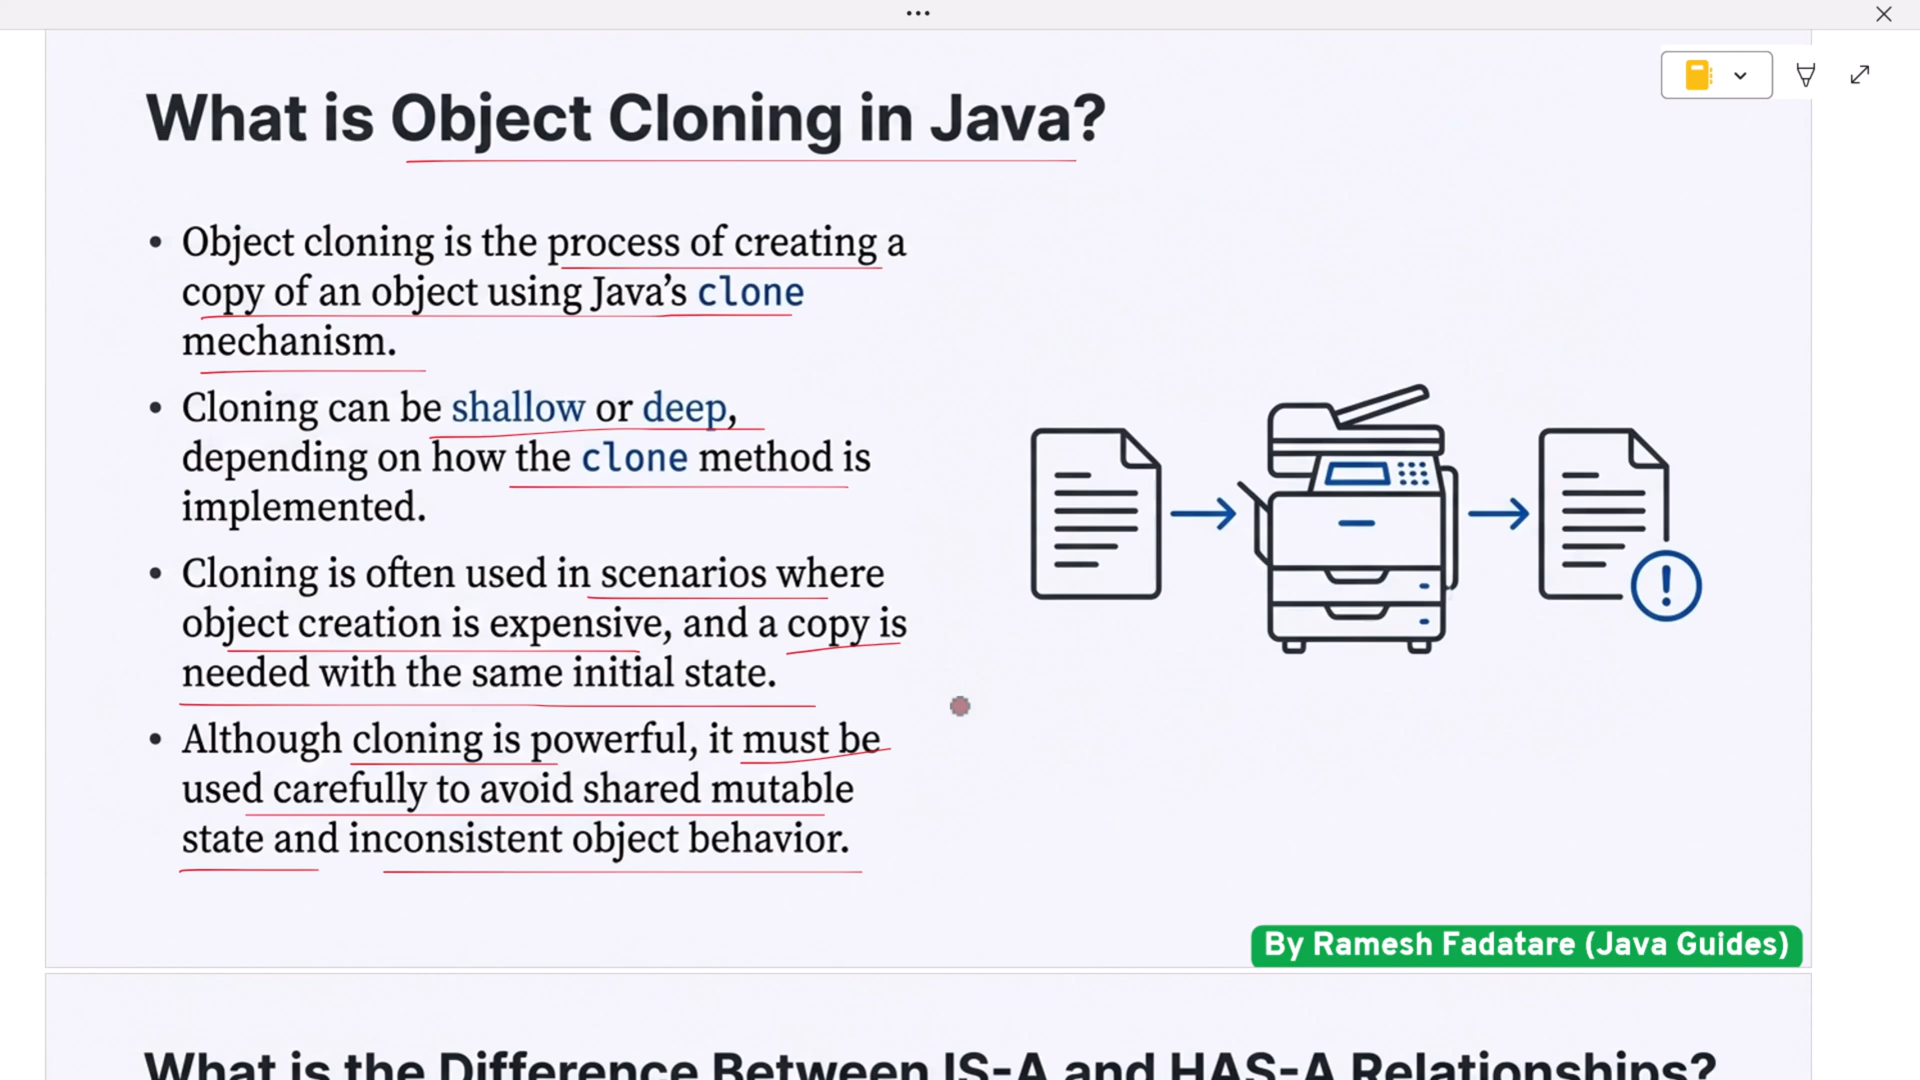 What is Object Cloning in Java?
• Object cloning is the process of creating a
copy of an object using Java’s clone
mechanism.
• Cloning can be shallow or deep,
depending on how the clone method is
implemented.
• Cloning is often used in scenarios where
object creation is expensive, and a copy is
needed with the same initial state.
• Although cloning is powerful, it must be
used carefully to avoid shared mutable
state and inconsistent object behavior.
By Ramesh Fadatare (Java Guides)
What is the Difference Between IS-A and HAS-A Relationships?